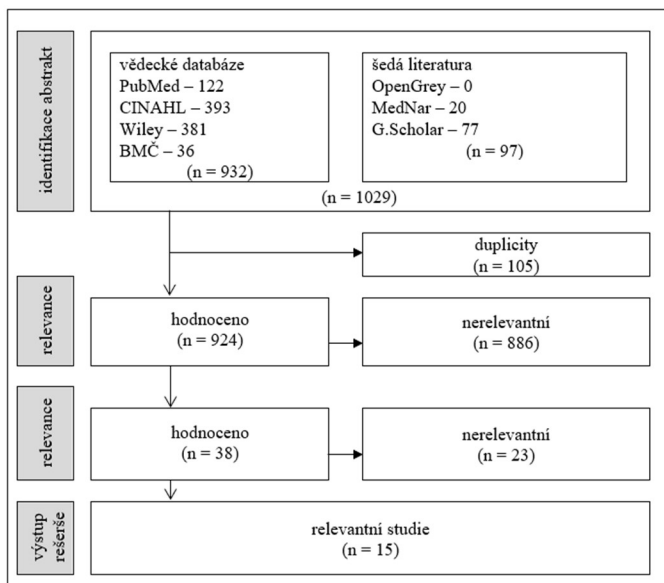 identifikace abstrakt
vědecké databáze
PubMed – 122
CINAHL – 393
Wiley – 381
BMČ – 36
(n = 932)
šedá literatura
OpenGrey – 0
MedNar – 20
G.Scholar – 77
(n = 97)
(n = 1029)
duplicity
(n = 105)
relevance
hodnoceno
(n = 924)
nerelevantní
(n = 886)
relevance
hodnoceno
(n = 38)
nerelevantní
(n = 23)
výstup
rešerše
relevantní studie
(n = 15)